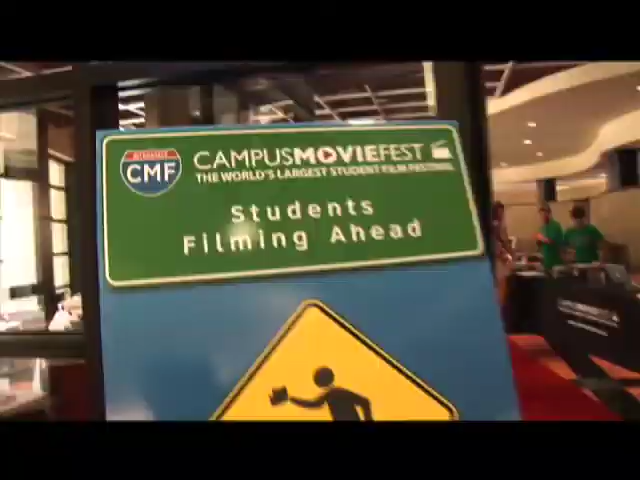 CMF
CAMPUSMOVIEFEST
THE WORLD'S LARGEST STUDENT FILM FESTIVAL
Students
Filming Ahead